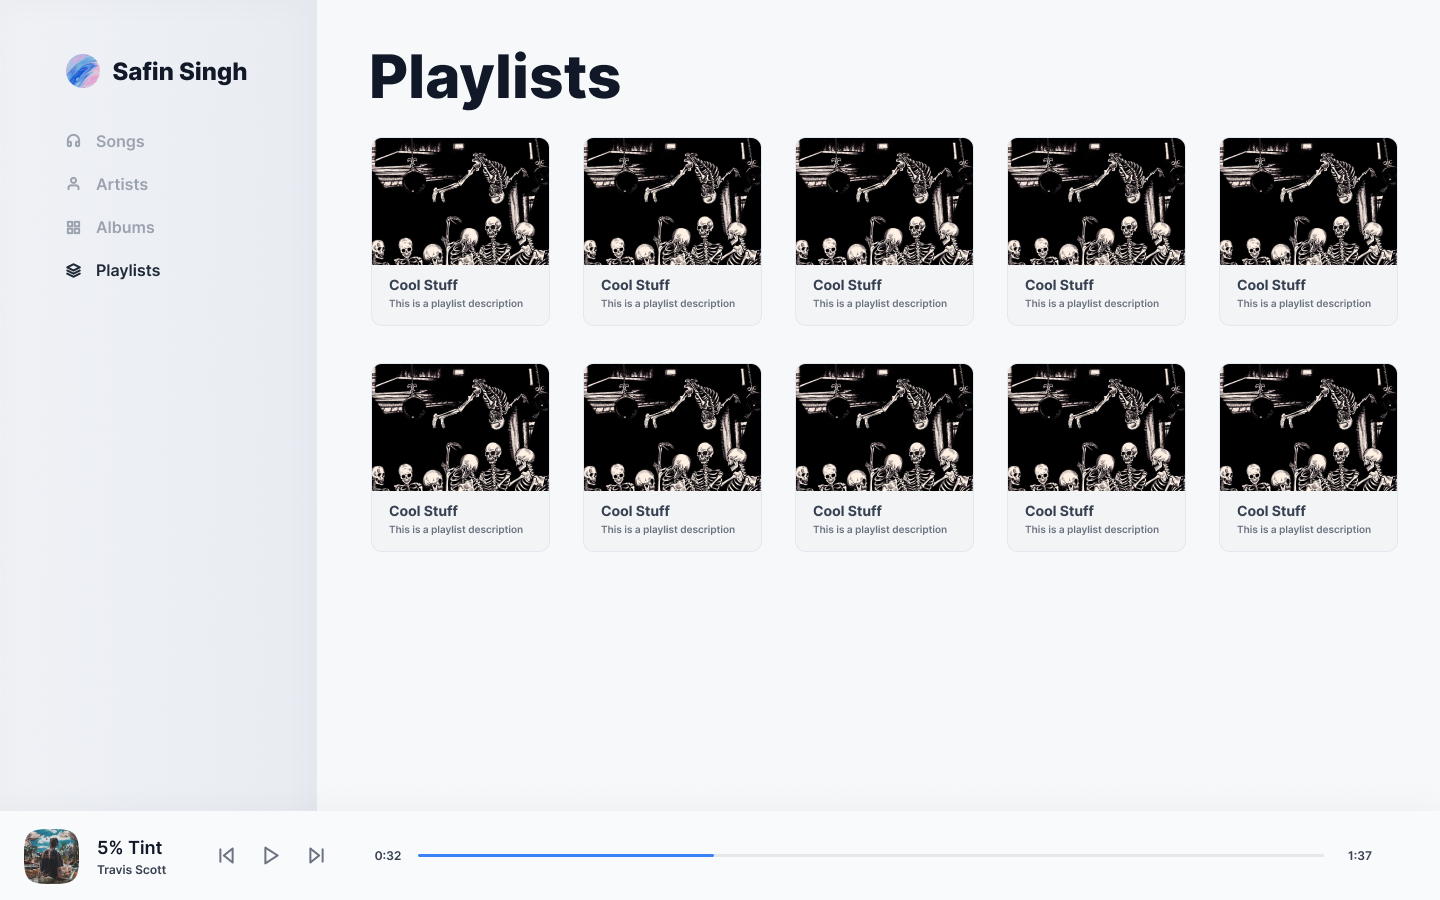 Safin Singh
Songs
Artists
Albums
Playlists
Playlists
Cool Stuff
This is a playlist description
Cool Stuff
This is a playlist description
Cool Stuff
This is a playlist description
Cool Stuff
This is a playlist description
Cool Stuff
This is a playlist description
Cool Stuff
This is a playlist description
Cool Stuff
This is a playlist description
Cool Stuff
This is a playlist description
Cool Stuff
This is a playlist description
Cool Stuff
This is a playlist description
5% Tint
Travis Scott
0:32
1:37